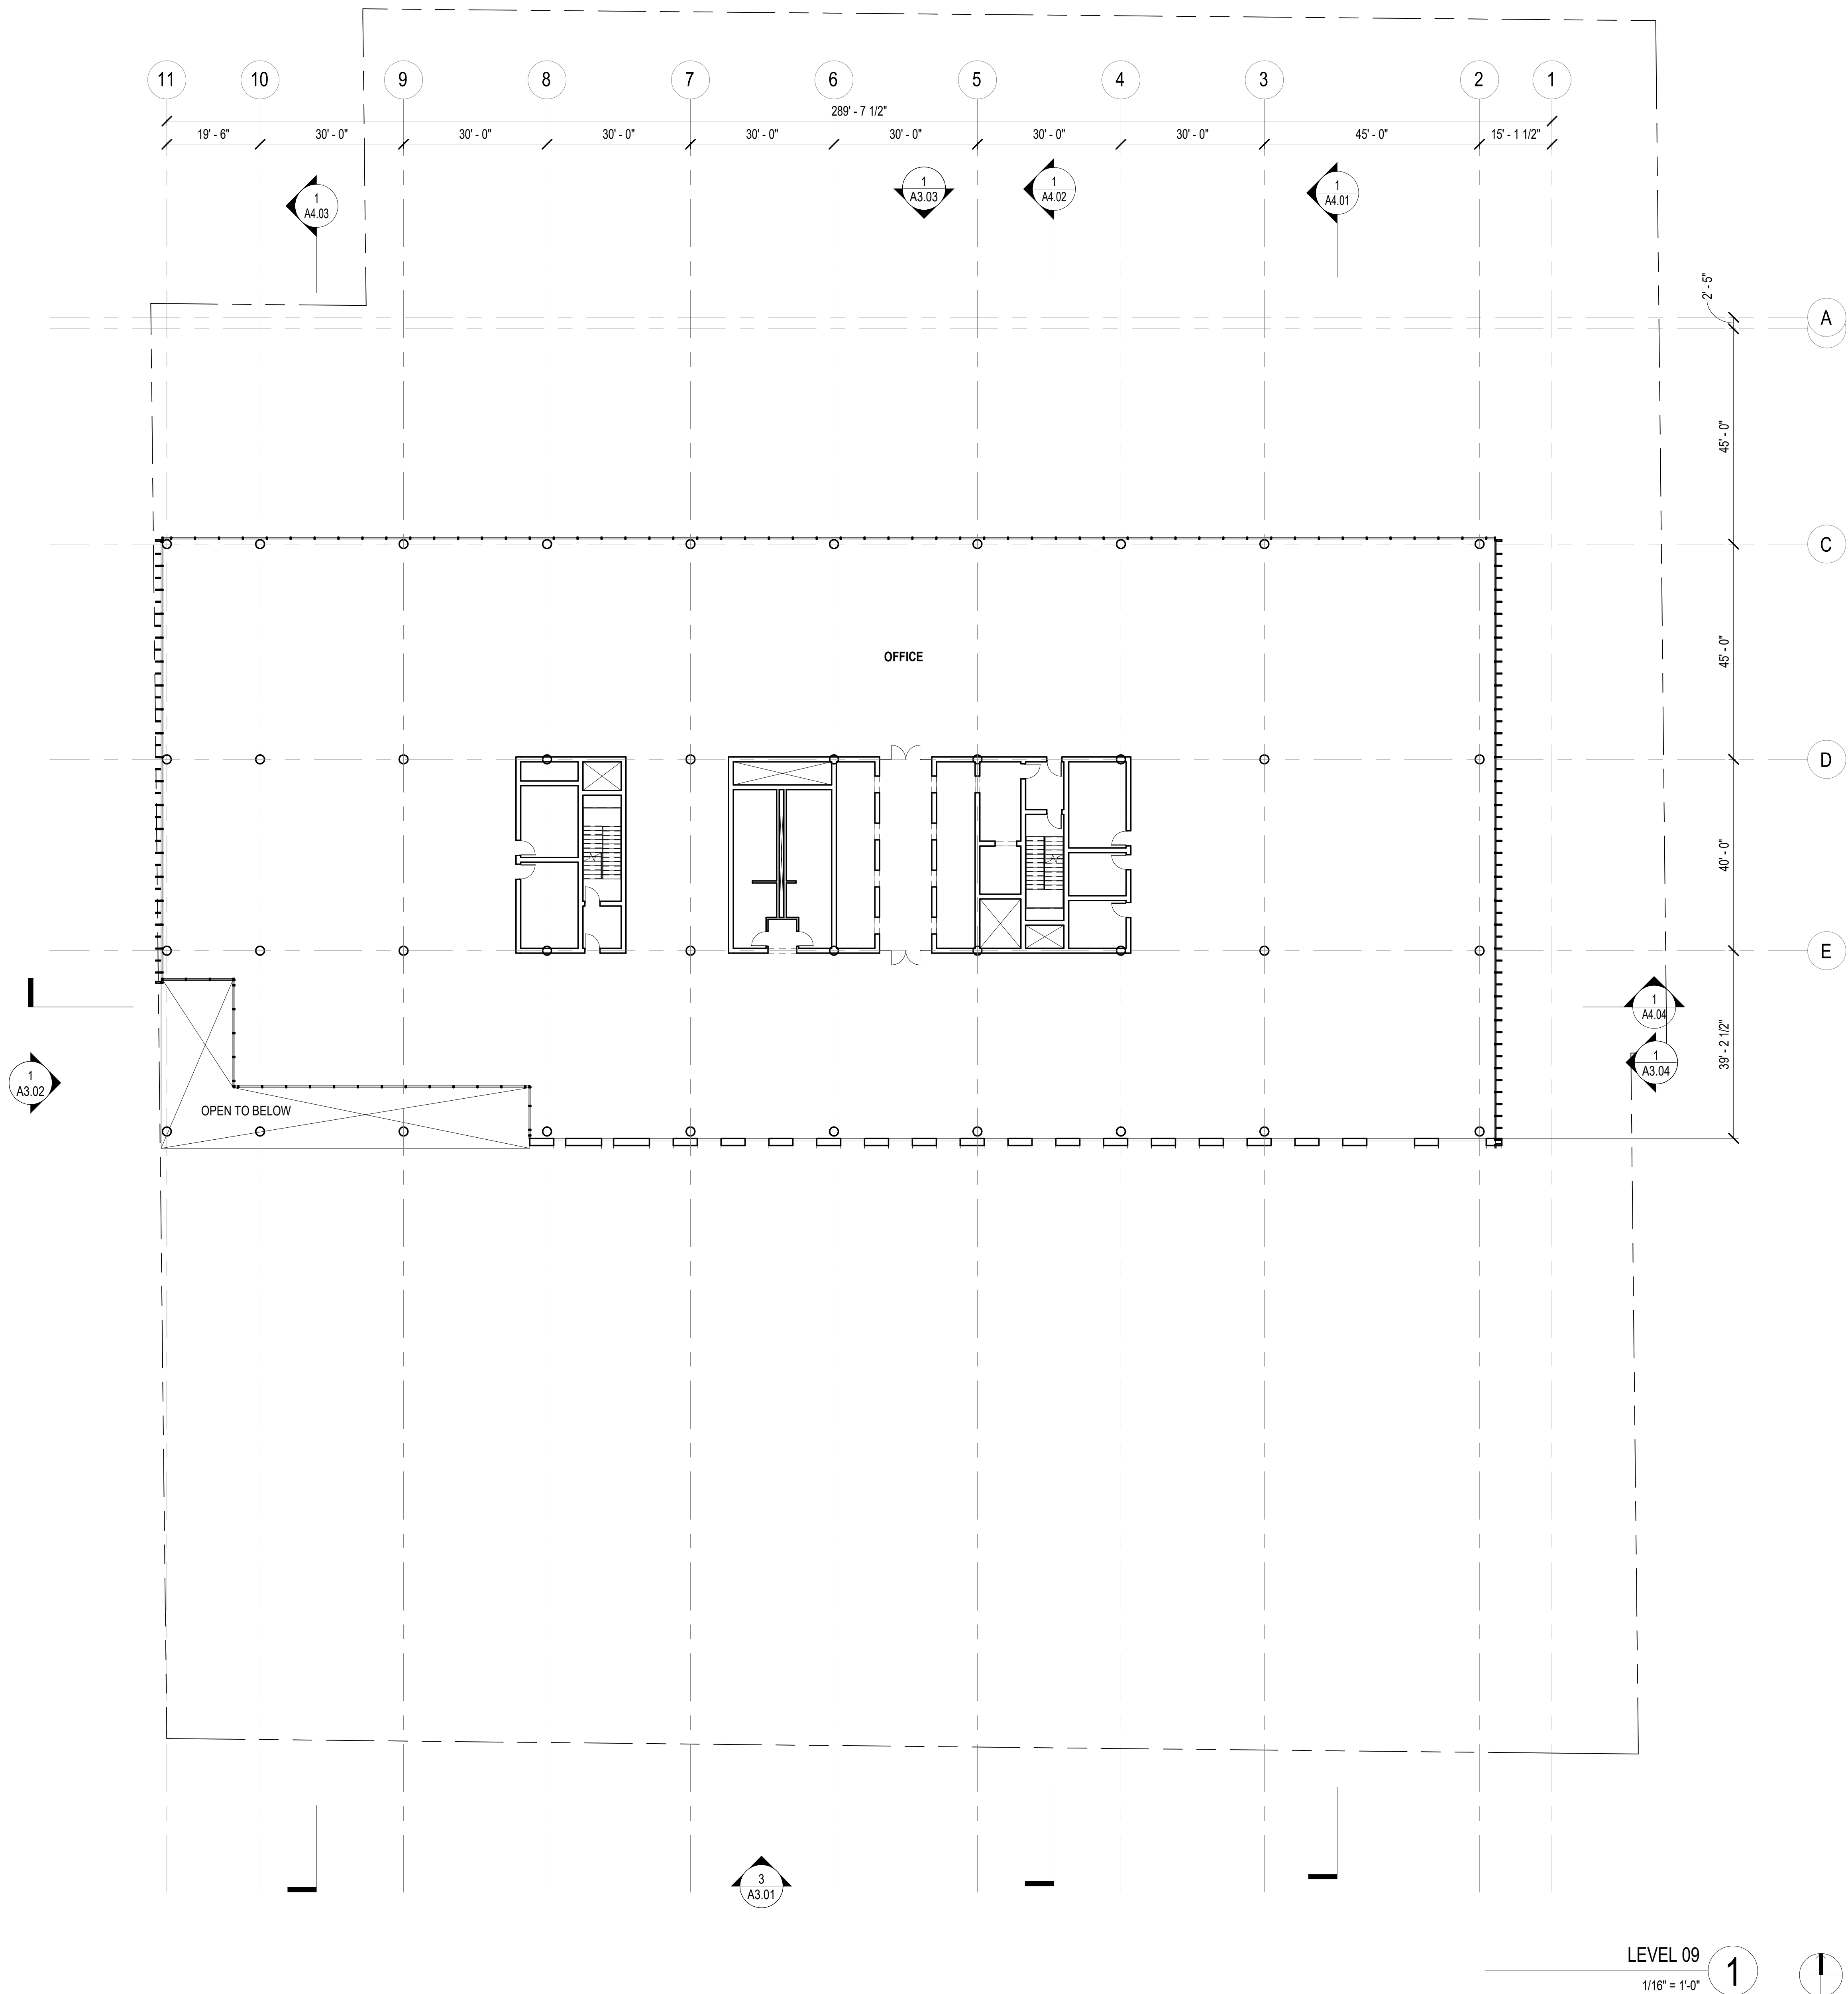 11 10 9 8 7 6 5 4 3 2 1
289' - 7 1/2"
19' - 6" 30' - 0" 30' - 0" 30' - 0" 30' - 0" 30' - 0" 30' - 0" 30' - 0" 45' - 0" 15' - 1 1/2"
1
A4.03
1
A3.03
1
A4.02
1
A4.01
2' - 5"
A
45' - 0"
C
45' - 0"
OFFICE
D
40' - 0"
E
1
A4.04
39' - 2 1/2"
1
A3.04
1
A3.02
OPEN TO BELOW
3
A3.01
LEVEL 09
1
1/16" = 1'-0"